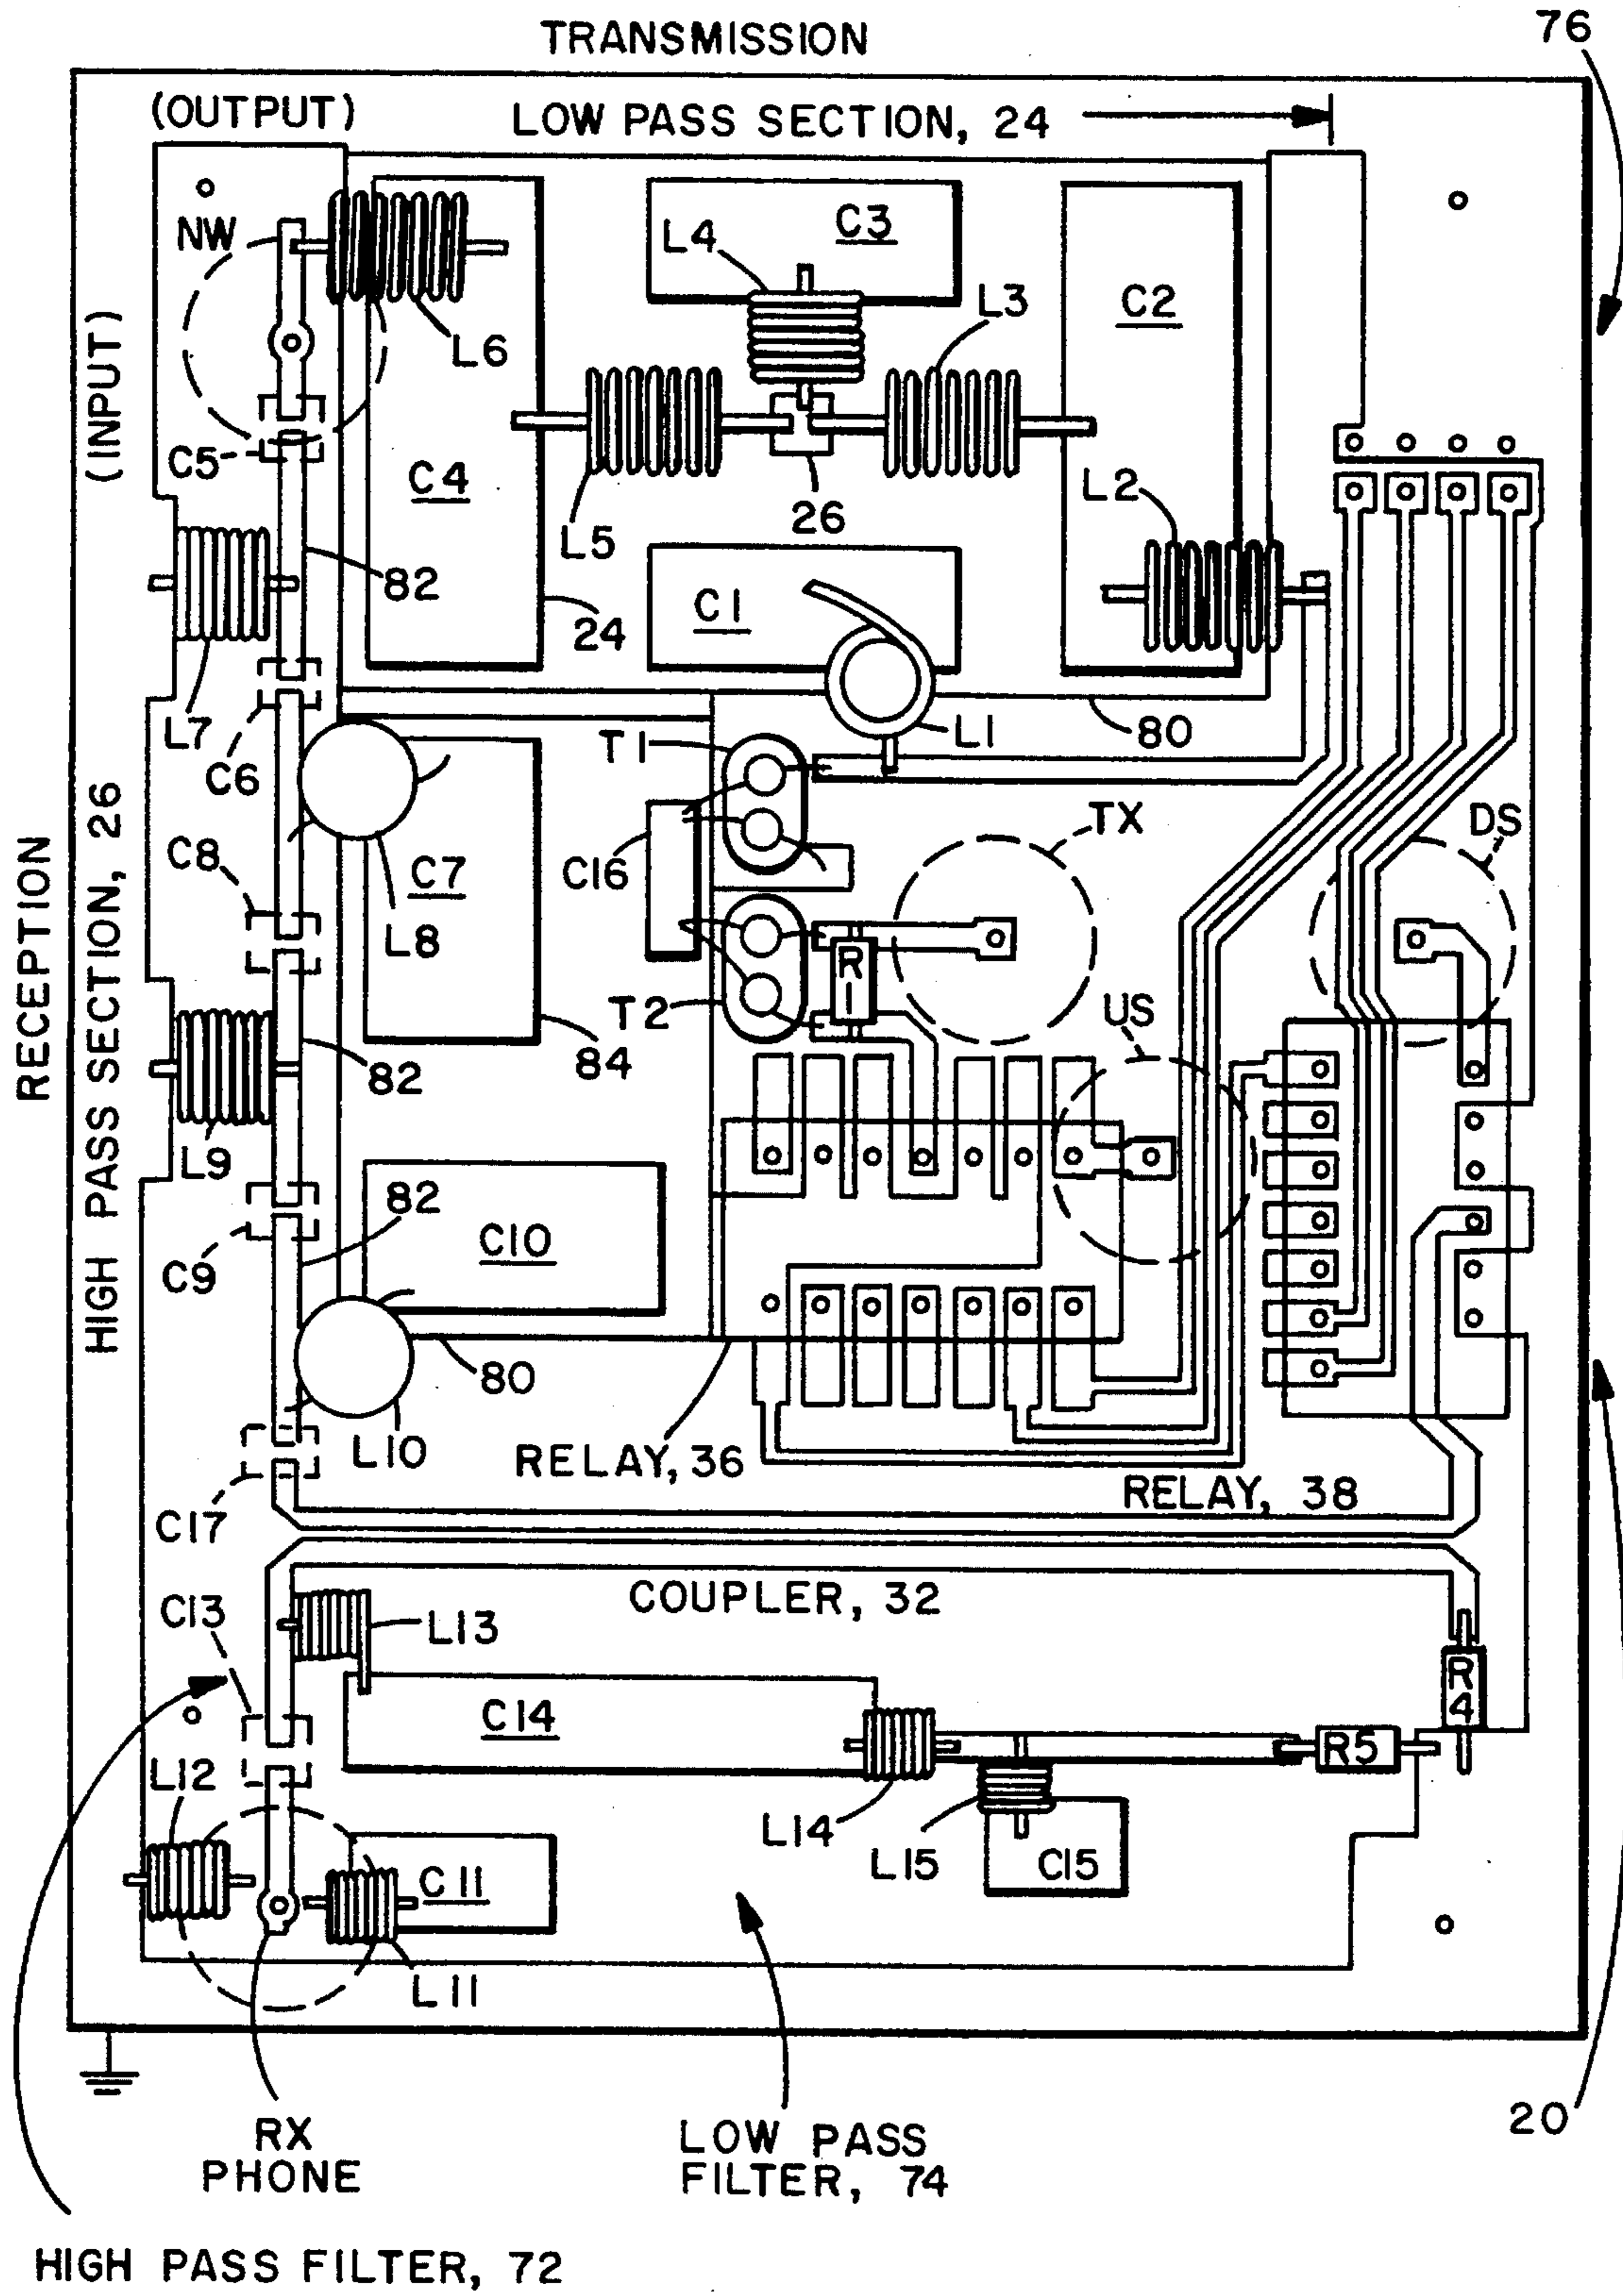 TRANSMISSION
76
(OUTPUT)
LOW PASS SECTION, 24
NW
L6
L4
C3
L3
C2
(INPUT)
C5
C4
L5
26
L2
82
24
C1
L7
C6
T1
L1
80
RECEPTION
HIGH PASS SECTION, 26
C8
C7
L8
C16
TX
DS
R1
T2
US
84
82
L9
C9
82
C10
80
L10
RELAY, 36
RELAY, 38
C17
COUPLER, 32
C13
L13
C14
R4
R5
L12
L14
L15
C15
C11
L11
RX
PHONE
LOW PASS
FILTER, 74
20
HIGH PASS FILTER, 72